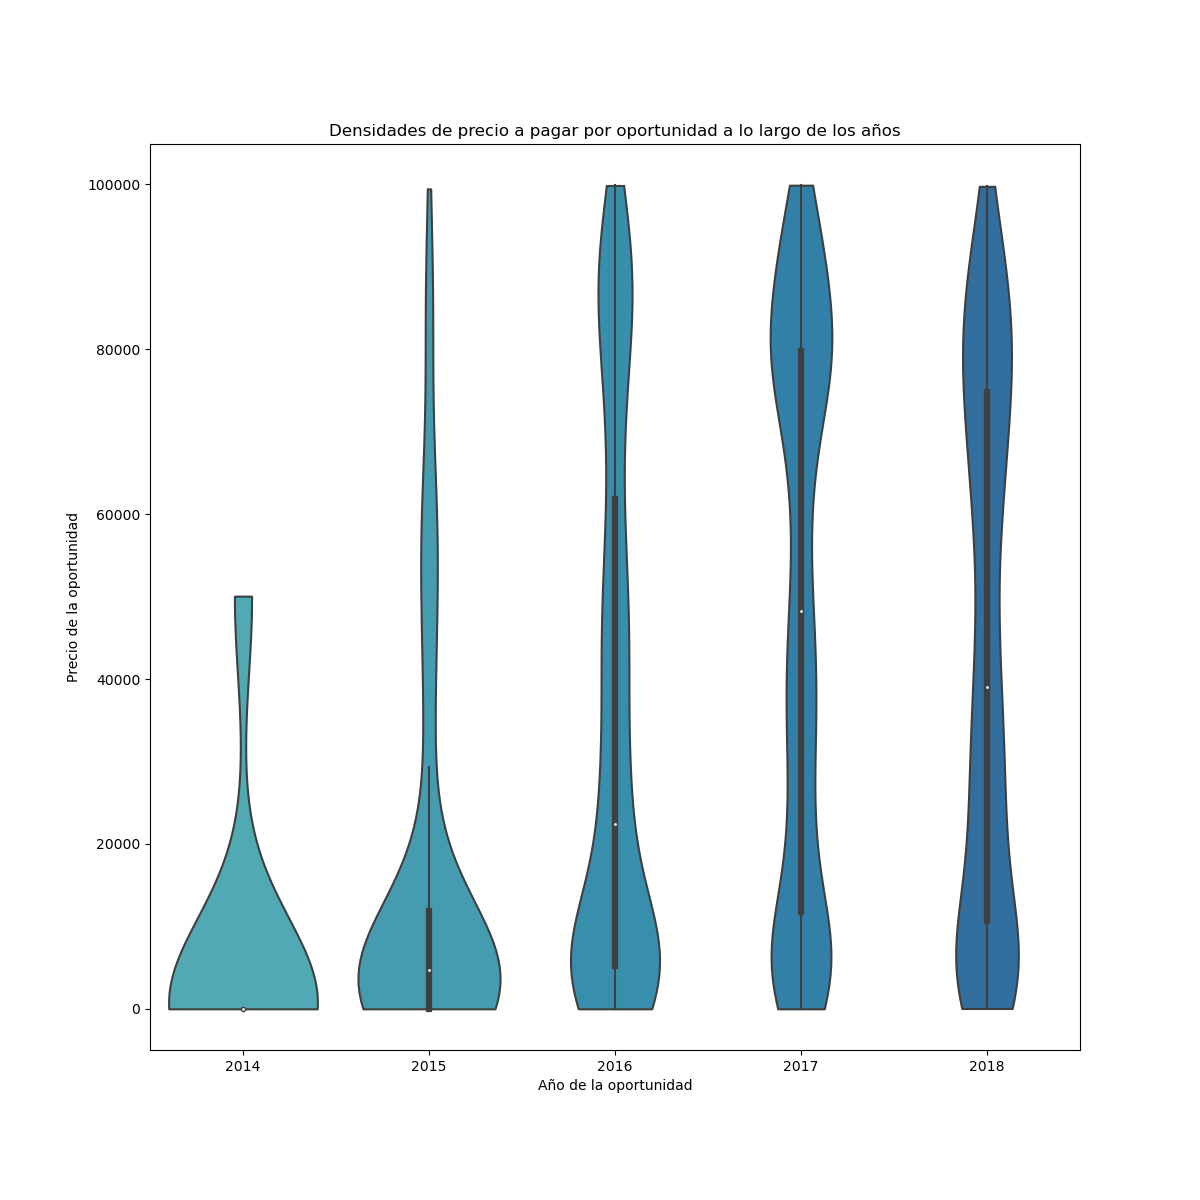 Densidades de precio a pagar por oportunidad a lo largo de los años
100000
80000
60000
40000
20000
0
Precio de la oportunidad
2014 2015 2016 2017 2018
Año de la oportunidad